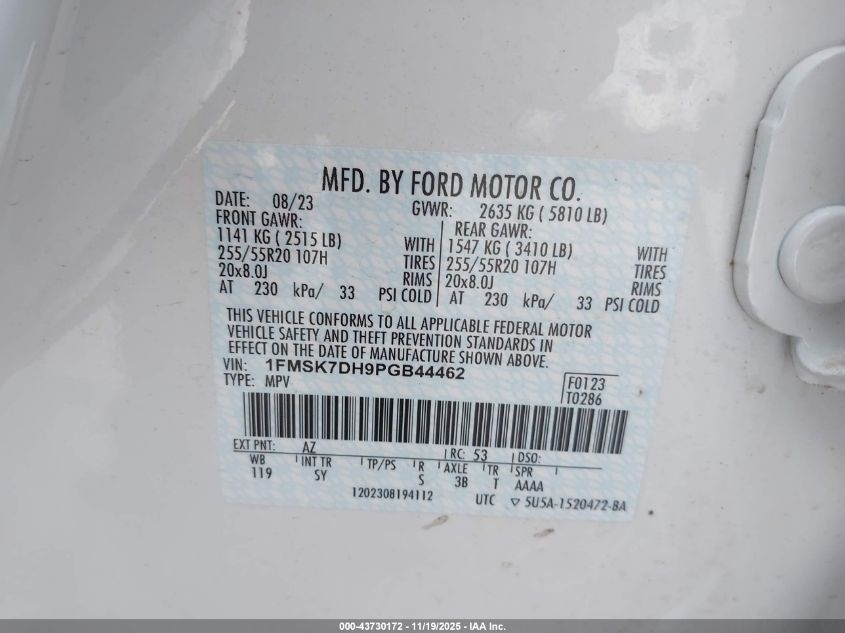 MFD. BY FORD MOTOR CO.
DATE: 08/23 GVWR: 2635 KG ( 5810 LB)
FRONT GAWR: REAR GAWR:
1141 KG ( 2515 LB) WITH 1547 KG ( 3410 LB) WITH
255/55R20 107H TIRES 255/55R20 107H TIRES
20x8.0J RIMS 20x8.0J RIMS
AT 230 kPa/ 33 PSI COLD AT 230 kPa/ 33 PSI COLD
THIS VEHICLE CONFORMS TO ALL APPLICABLE FEDERAL MOTOR
VEHICLE SAFETY AND THEFT PREVENTION STANDARDS IN
EFFECT ON THE DATE OF MANUFACTURE SHOWN ABOVE.
VIN: 1FMSK7DH9PGB44462
TYPE: MPV
F0123
T0286
EXT PNT: AZ RC: 53 DSO:
WB INT TR TP/PS R AXLE TR SPR
119 SY S 3B T AAAA
1202308194112 UTC ▽ 5U5A-1520472-BA
000-43730172 - 11/19/2025 - IAA Inc.